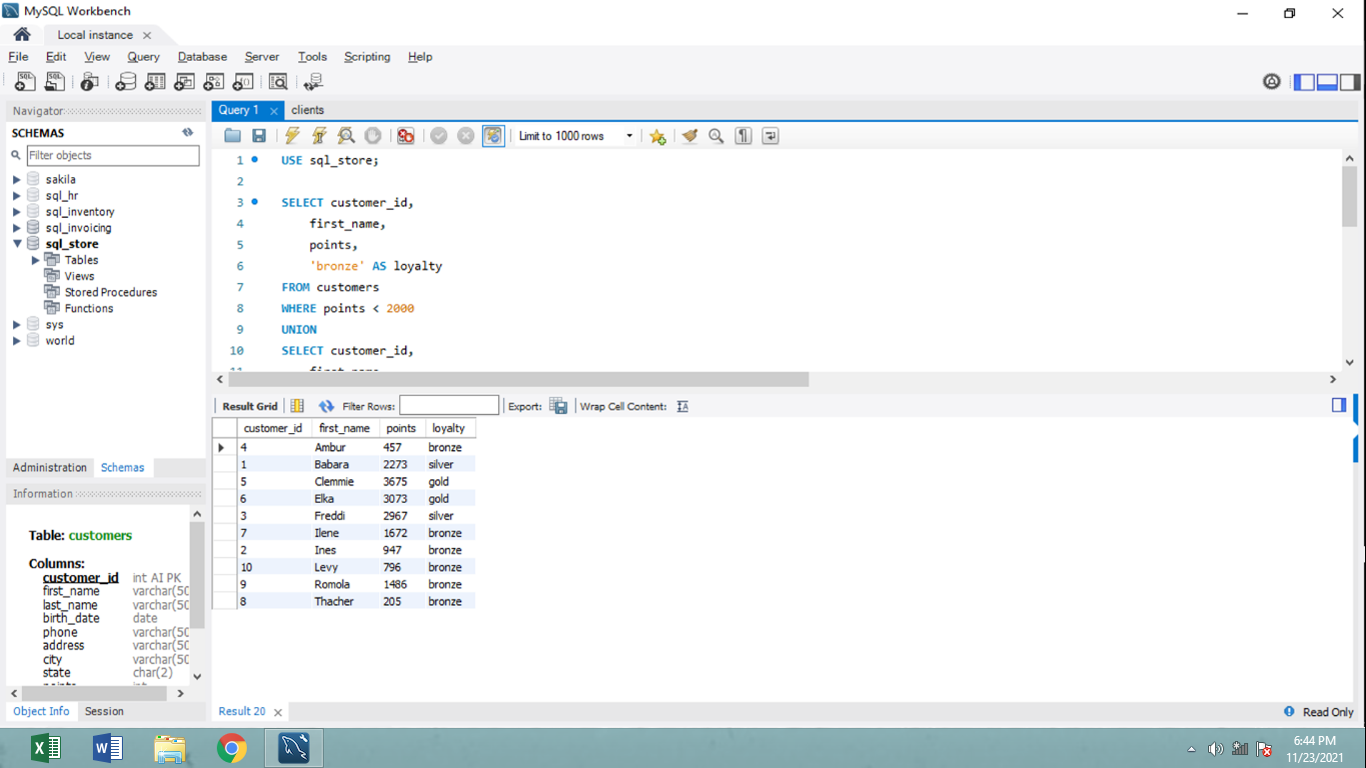 MySQL Workbench
Local instance
File Edit View Query Database Server Tools Scripting Help
Navigator
SCHEMAS
Filter objects
sakila
sql_hr
sql_inventory
sql_invoicing
sql_store
Tables
Views
Stored Procedures
Functions
sys
world
Administration Schemas
Information
Table: customers
Columns:
customer_id int AI PK
first_name varchar(50
last_name varchar(50
birth_date date
phone varchar(50
address varchar(50
city varchar(50
state char(2)
Object Info Session
Query 1 clients
Limit to 1000 rows
1 USE sql_store;
2
3 SELECT customer_id,
4 first_name,
5 points,
6 'bronze' AS loyalty
7 FROM customers
8 WHERE points < 2000
9 UNION
10 SELECT customer_id,
11 first_name
Result Grid Filter Rows: Export: Wrap Cell Content:
customer_id first_name points loyalty
4 Ambur 457 bronze
1 Babara 2273 silver
5 Clemmie 3675 gold
6 Elka 3073 gold
3 Freddi 2967 silver
7 Ilene 1672 bronze
2 Ines 947 bronze
10 Levy 796 bronze
9 Romola 1486 bronze
8 Thacher 205 bronze
Result 20 Read Only
6:44 PM
11/23/2021